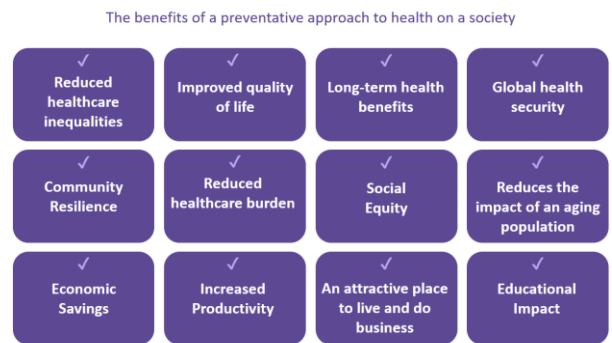 The benefits of a preventative approach to health on a society
✓
Reduced
healthcare
inequalities
✓
Improved quality
of life
✓
Long-term health
benefits
✓
Global health
security
✓
Community
Resilience
✓
Reduced
healthcare burden
✓
Social
Equity
✓
Reduces the
impact of an aging
population
✓
Economic
Savings
✓
Increased
Productivity
✓
An attractive place
to live and do
business
✓
Educational
Impact